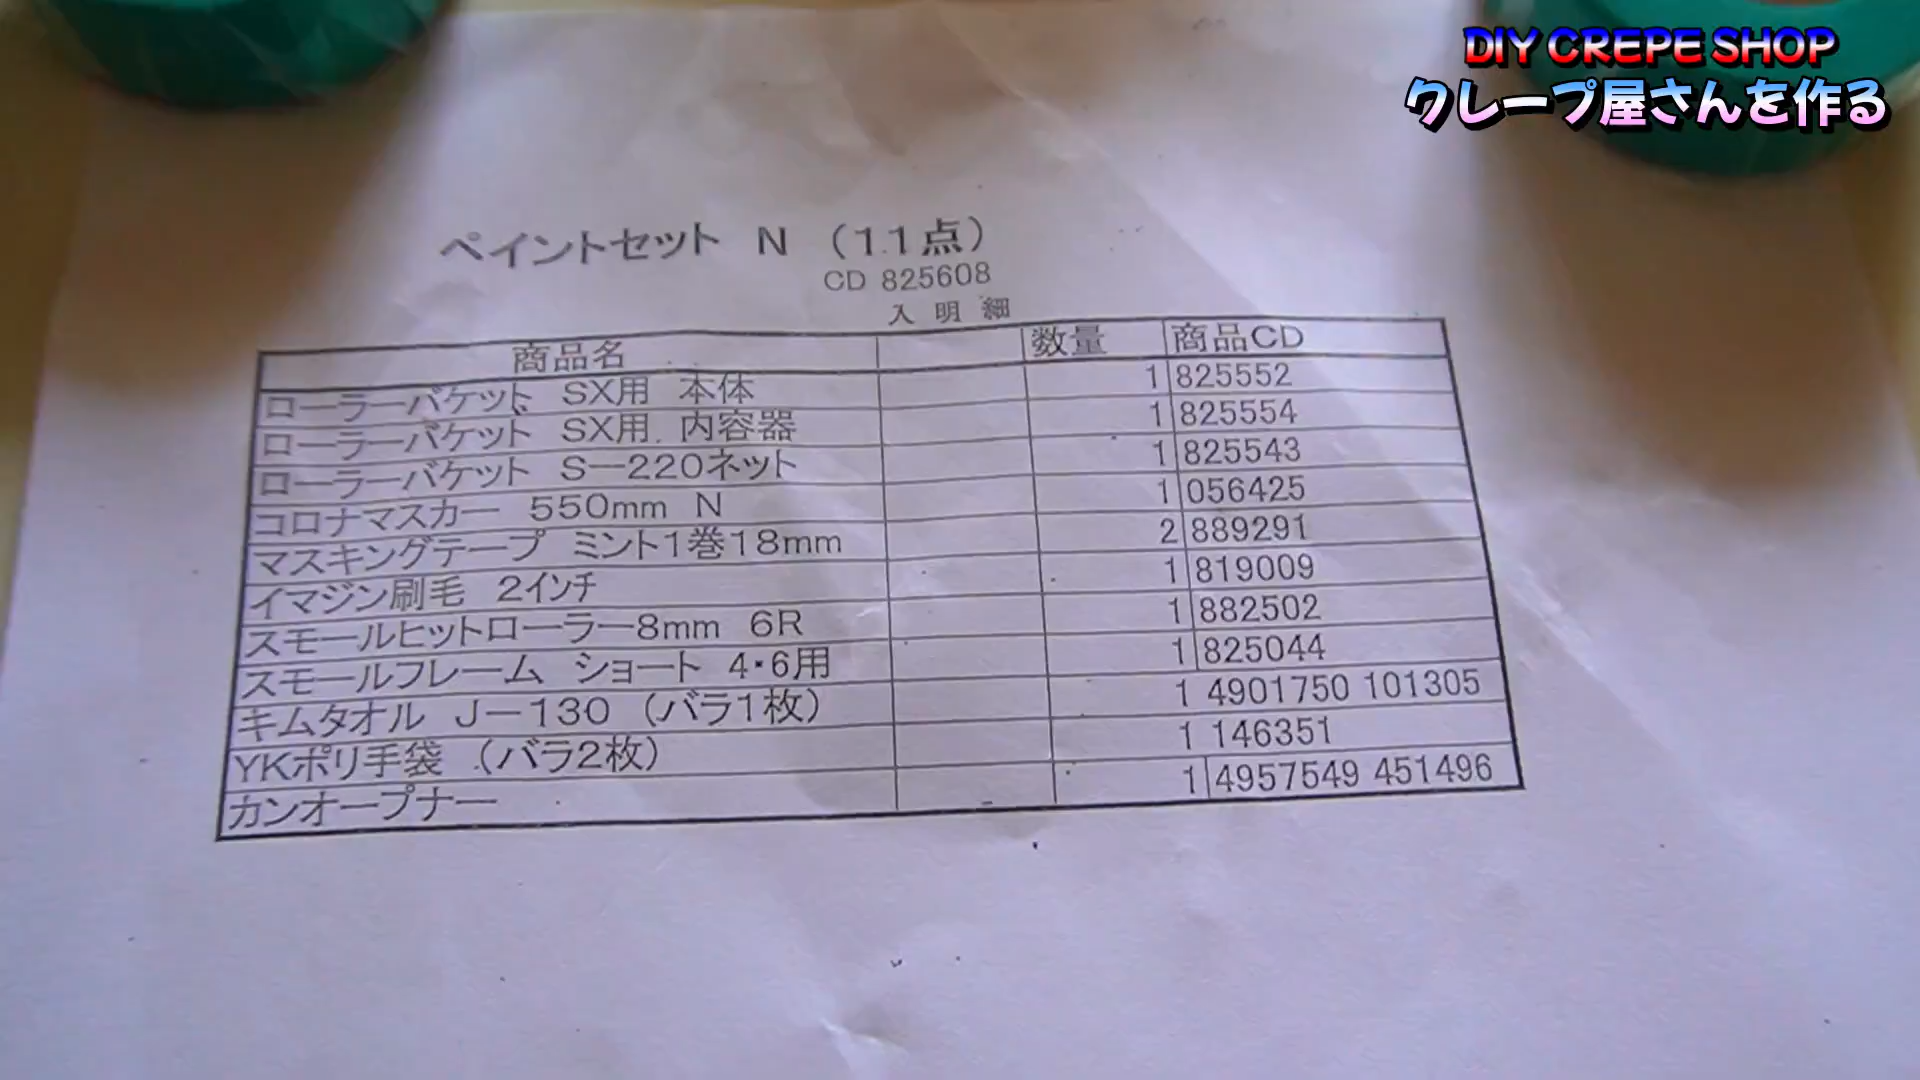 DIY CREPE SHOP
クレープ屋さんを作る
ペイントセット N (11点)
CD 825608
入 明 細
商品名 数量 商品CD
ローラーバケット SX用 本体 1 825552
ローラーバケット SX用 内容器 1 825554
ローラーバケット S-220ネット 1 825543
コロナマスカー 550mm N 1 056425
マスキングテープ ミント1巻18mm 2 889291
イマジン刷毛 2インチ 1 819009
スモールヒットローラー8mm 6R 1 882502
スモールフレーム ショート 4・6用 1 825044
キムタオル J-130 (バラ1枚) 1 4901750 101305
YKポリ手袋 (バラ2枚) 1 146351
カンオープナー 1 4957549 451496